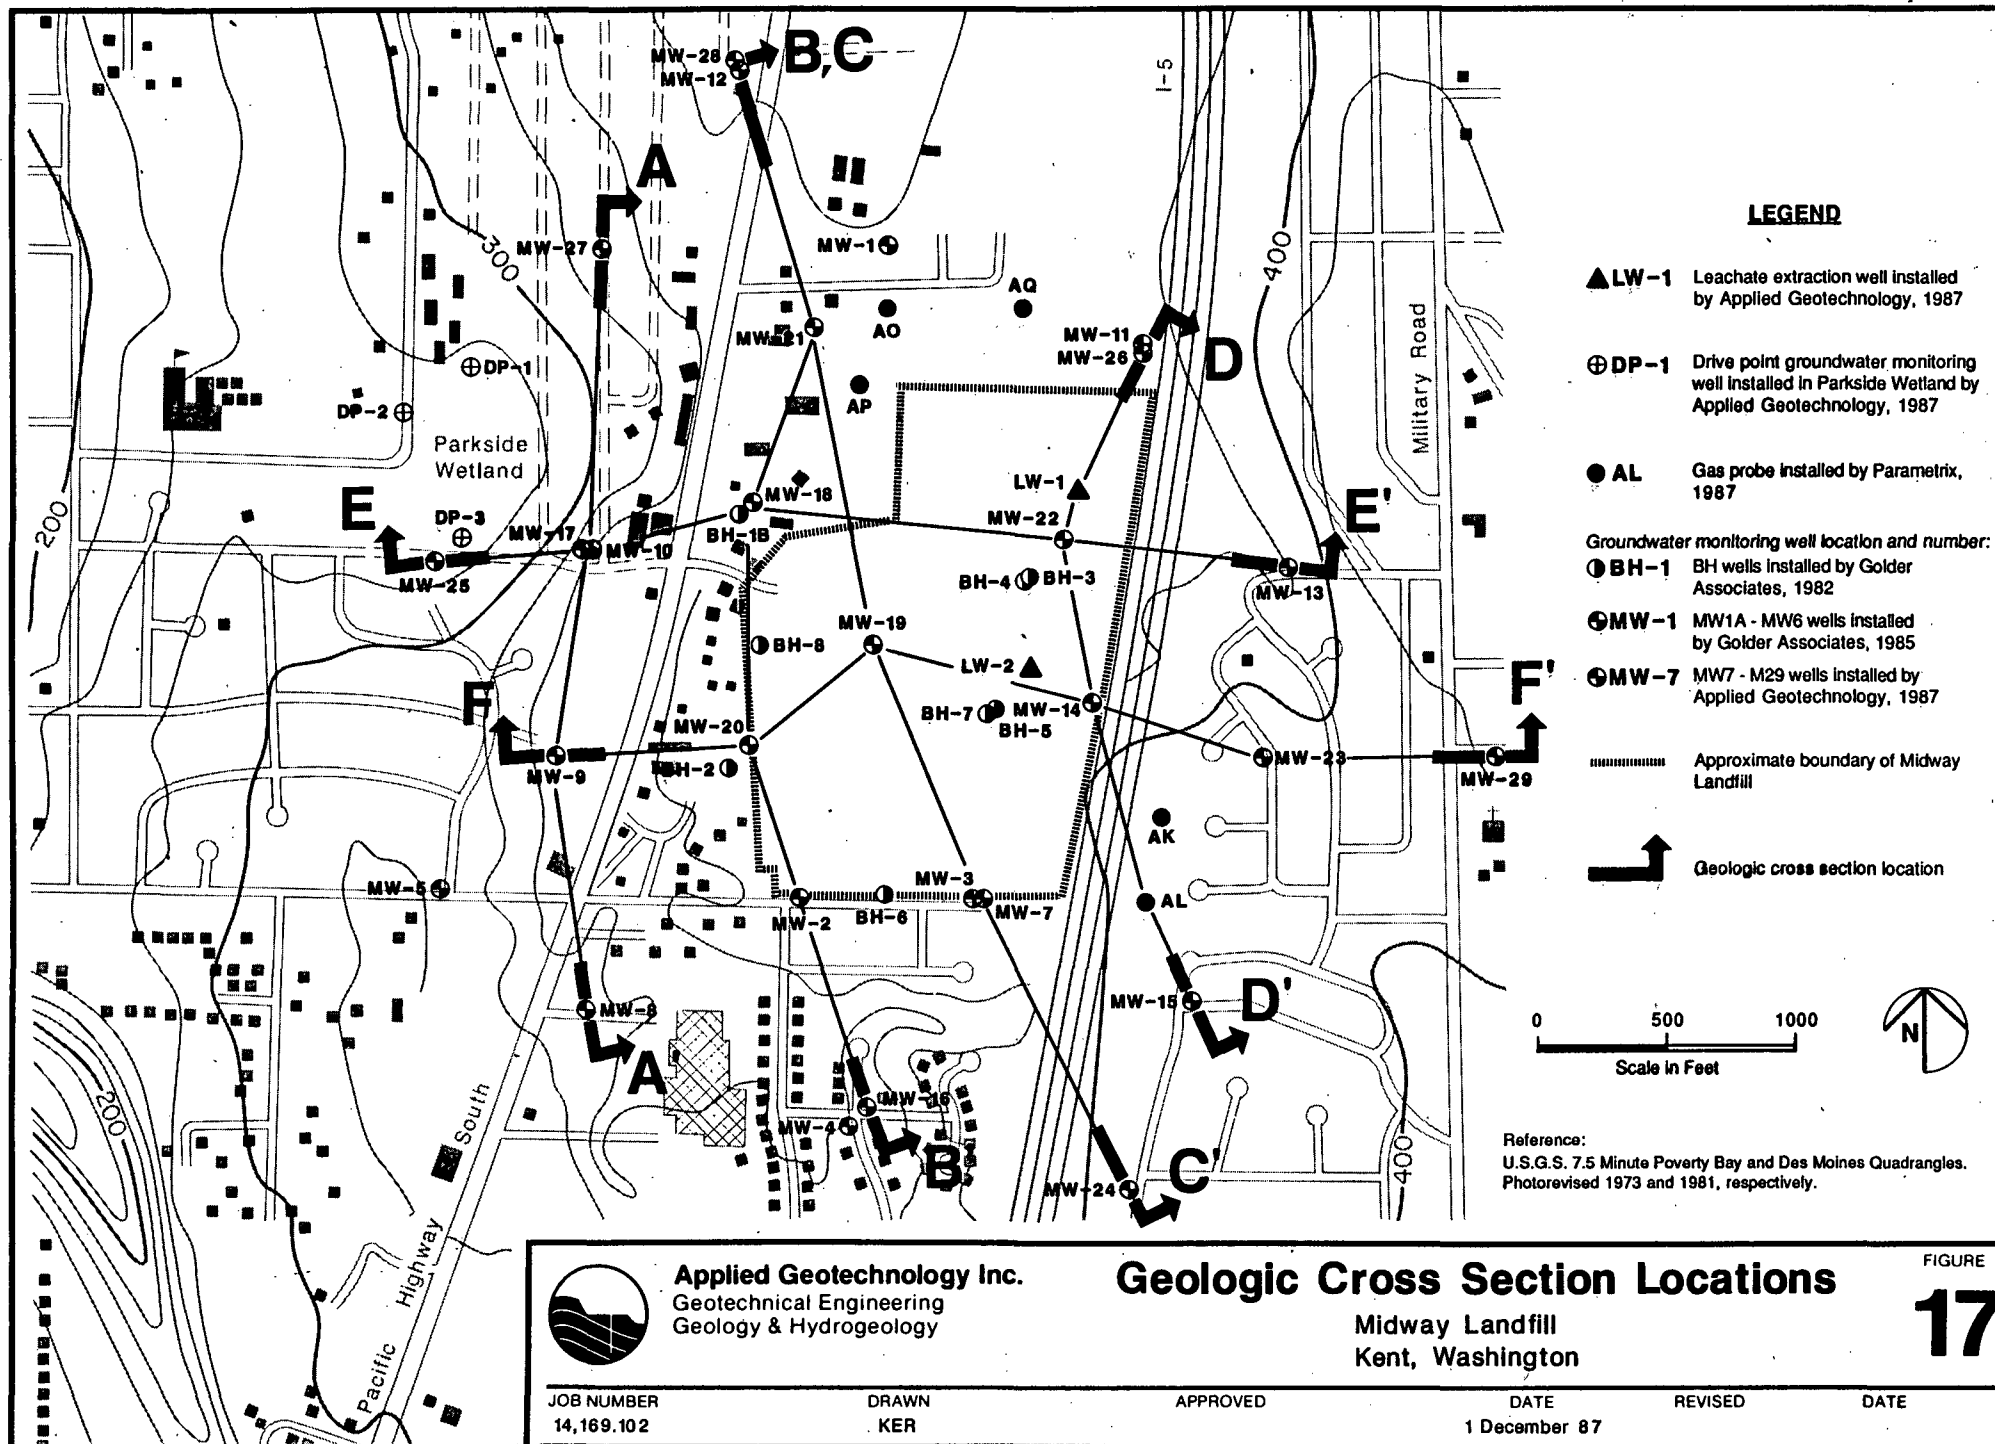 MW-28
MW-12
B,C
I-5
A
MW-27
300
MW-1
AQ
AO
400
MW-21
MW-11
MW-26
D
DP-1
AP
DP-2
Military Road
Parkside
Wetland
LW-1
MW-18
E
E'
200
DP-3
MW-22
MW-17
BH-1B
MW-10
MW-25
BH-4
BH-3
MW-13
MW-19
BH-8
LW-2
F
F'
MW-20
BH-7
MW-14
BH-5
MW-9
BH-2
MW-23
MW-29
AK
MW-5
MW-3
AL
MW-2
BH-6
MW-7
MW-8
MW-15
D'
A
200
MW-16
MW-4
B
South
MW-24
C'
400
Highway
Pacific
LEGEND
LW-1 Leachate extraction well installed
by Applied Geotechnology, 1987
DP-1 Drive point groundwater monitoring
well installed in Parkside Wetland by
Applied Geotechnology, 1987
AL Gas probe installed by Parametrix,
1987
Groundwater monitoring well location and number:
BH-1 BH wells installed by Golder
Associates, 1982
MW-1 MW1A - MW6 wells installed
by Golder Associates, 1985
MW-7 MW7 - M29 wells installed by
Applied Geotechnology, 1987
Approximate boundary of Midway
Landfill
Geologic cross section location
0 500 1000
Scale in Feet
N
Reference:
U.S.G.S. 7.5 Minute Poverty Bay and Des Moines Quadrangles.
Photorevised 1973 and 1981, respectively.
Applied Geotechnology Inc.
Geotechnical Engineering
Geology & Hydrogeology
Geologic Cross Section Locations
Midway Landfill
Kent, Washington
FIGURE
17
JOB NUMBER DRAWN APPROVED DATE REVISED DATE
14,169.102 KER 1 December 87